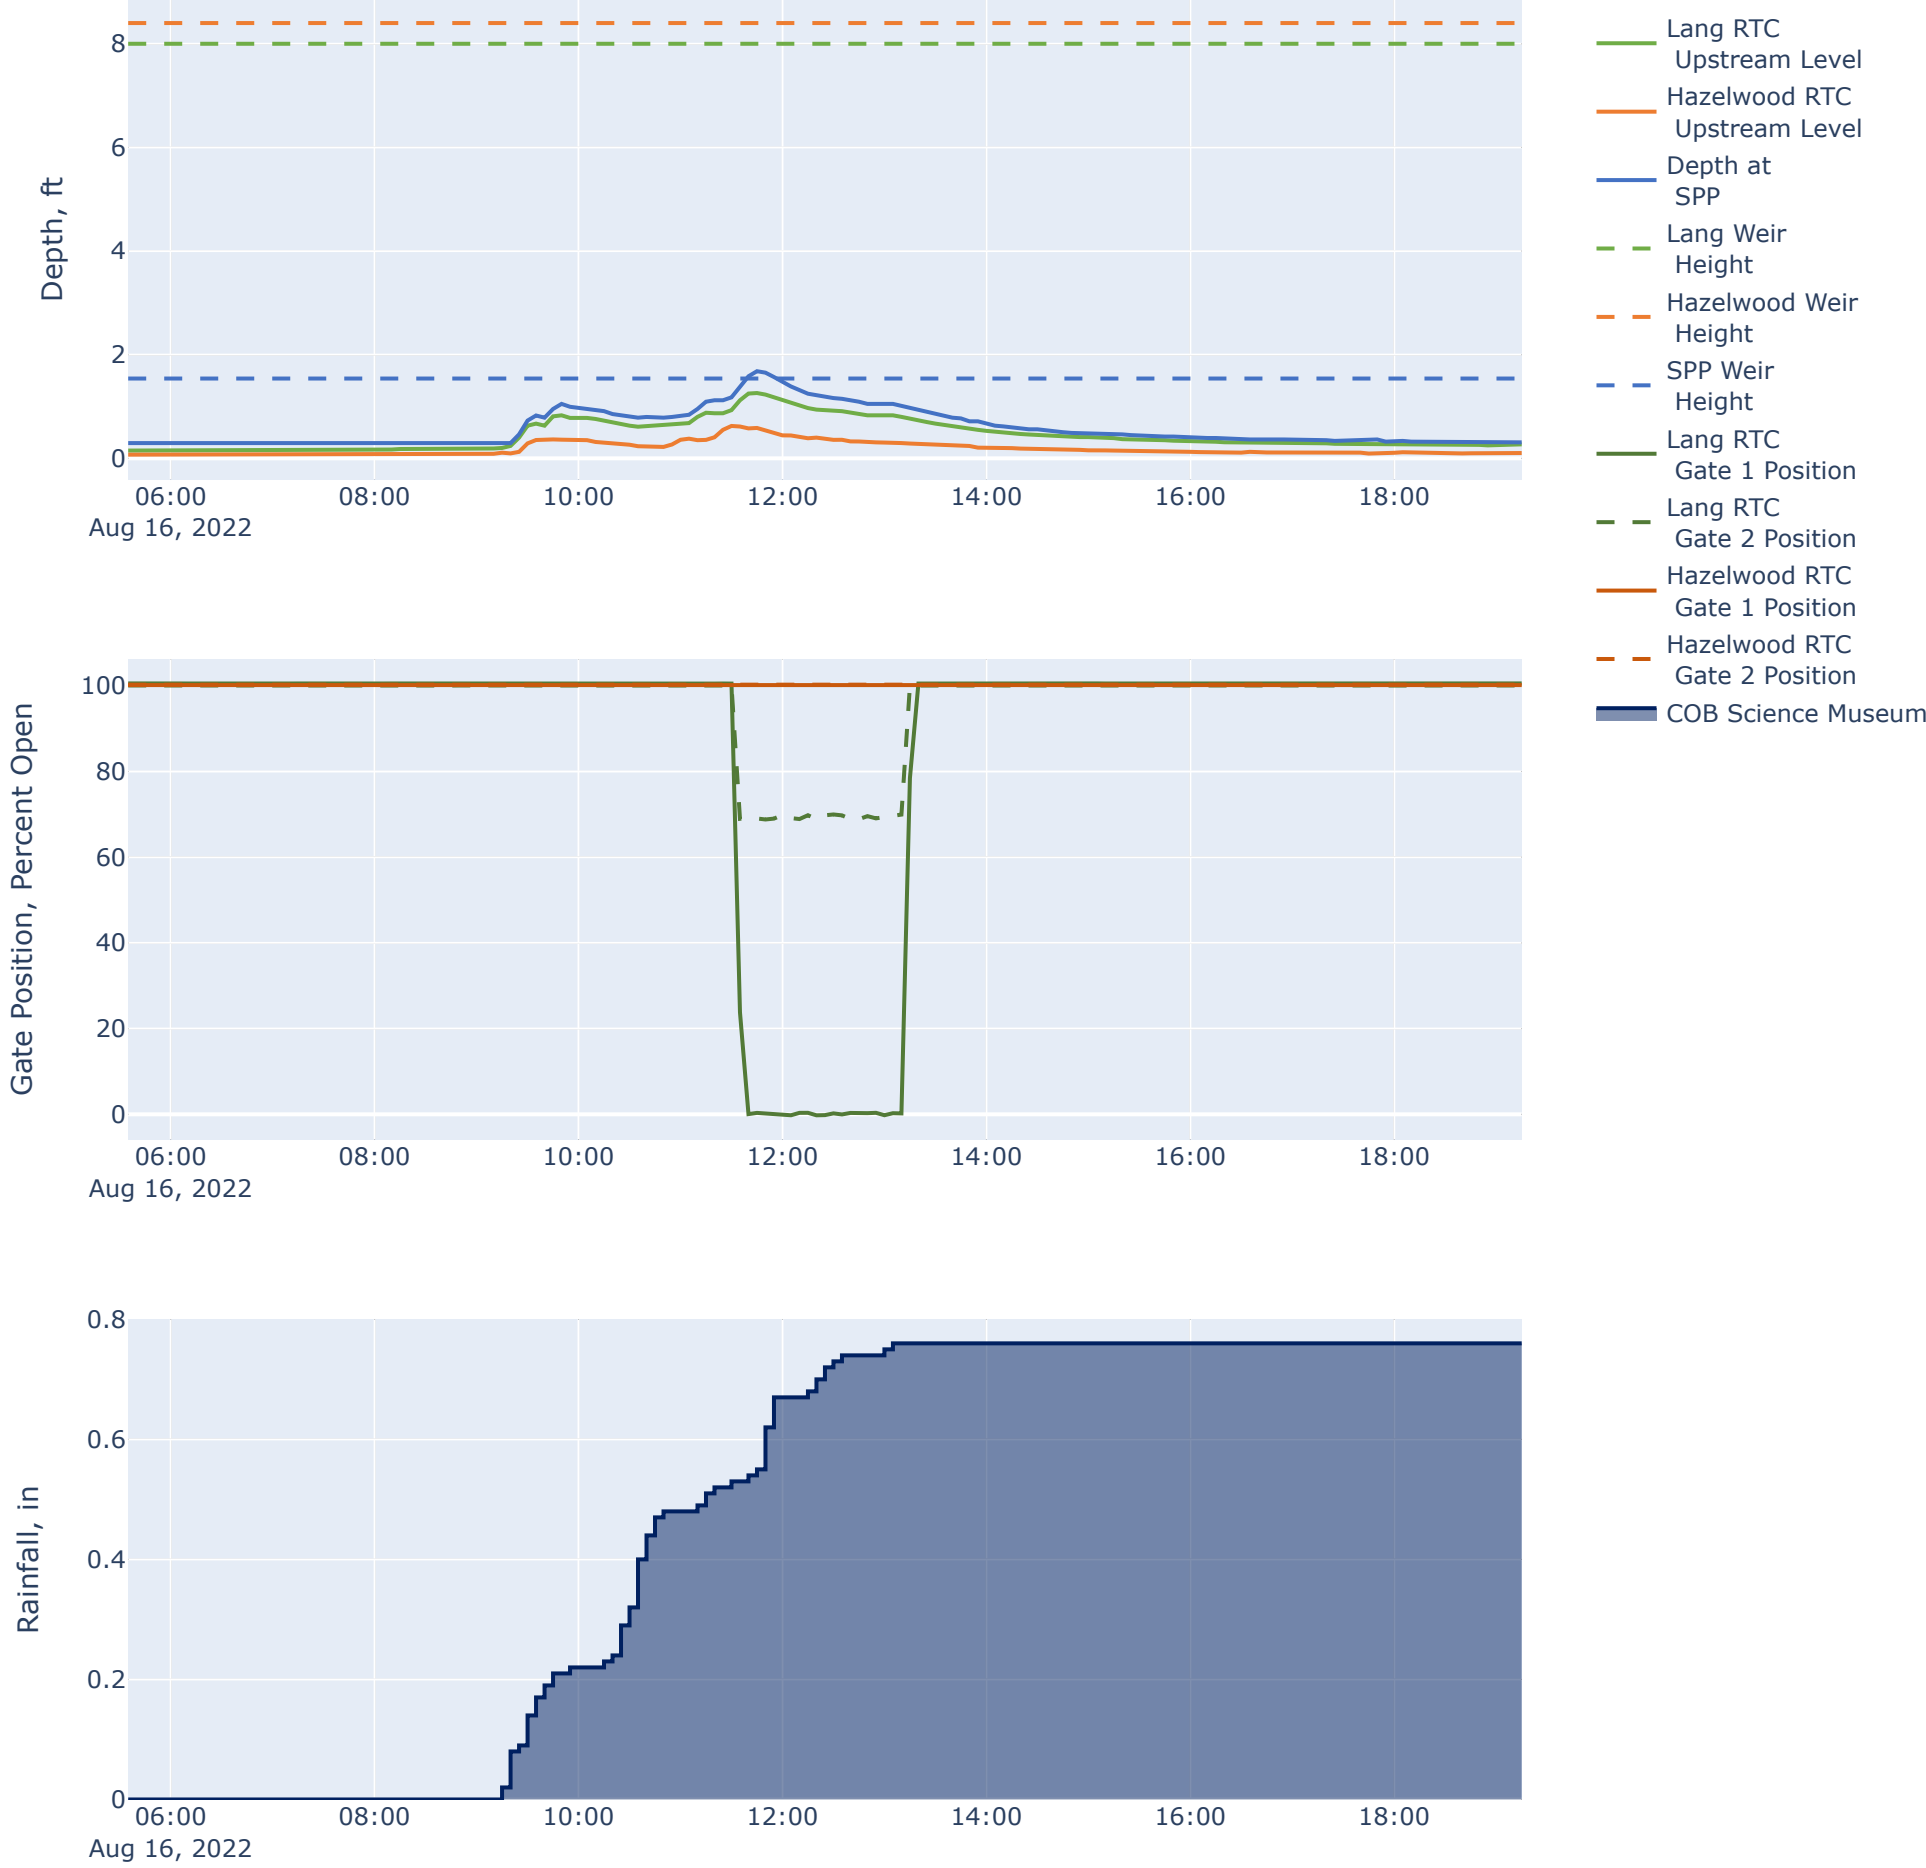 8
6
4
2
0
Depth, ft
06:00 08:00 10:00 12:00 14:00 16:00 18:00
Aug 16, 2022
Lang RTC
Upstream Level
Hazelwood RTC
Upstream Level
Depth at
SPP
Lang Weir
Height
Hazelwood Weir
Height
SPP Weir
Height
Lang RTC
Gate 1 Position
Lang RTC
Gate 2 Position
Hazelwood RTC
Gate 1 Position
Hazelwood RTC
Gate 2 Position
COB Science Museum
100
80
60
40
20
0
Gate Position, Percent Open
06:00 08:00 10:00 12:00 14:00 16:00 18:00
Aug 16, 2022
0.8
0.6
0.4
0.2
0
Rainfall, in
06:00 08:00 10:00 12:00 14:00 16:00 18:00
Aug 16, 2022